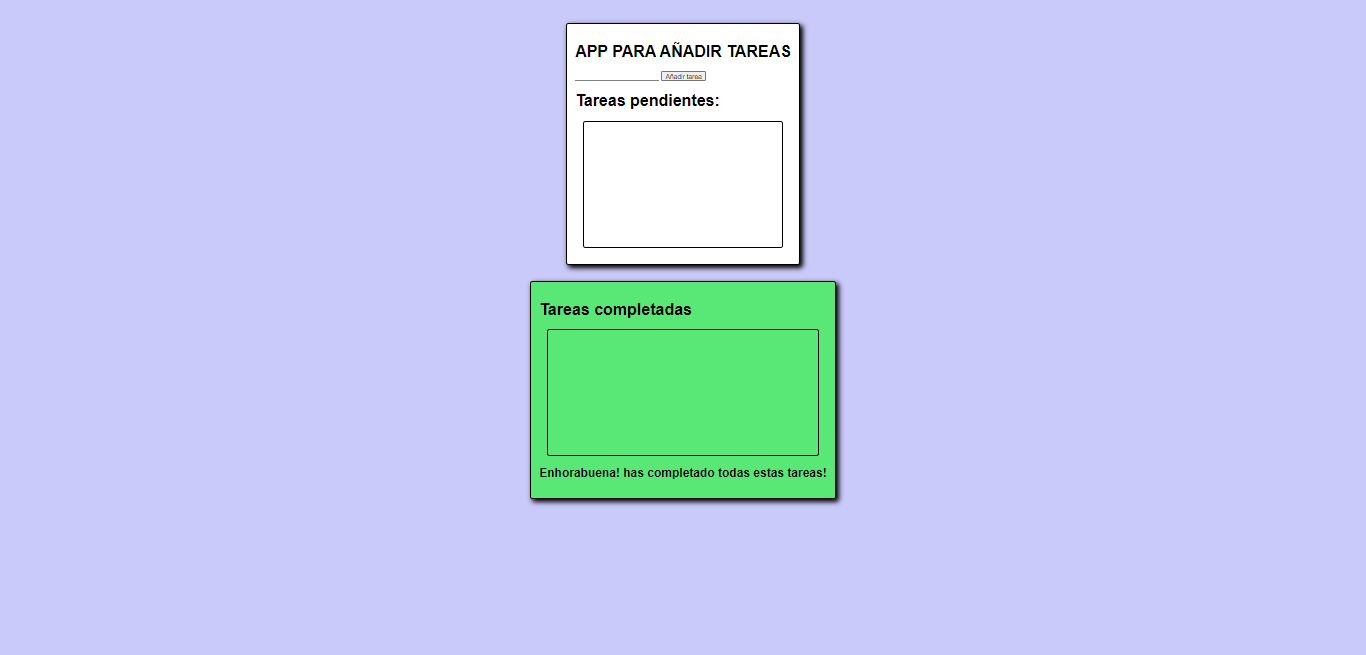 APP PARA AÑADIR TAREAS
Añadir tarea
Tareas pendientes:
Tareas completadas
Enhorabuena! has completado todas estas tareas!